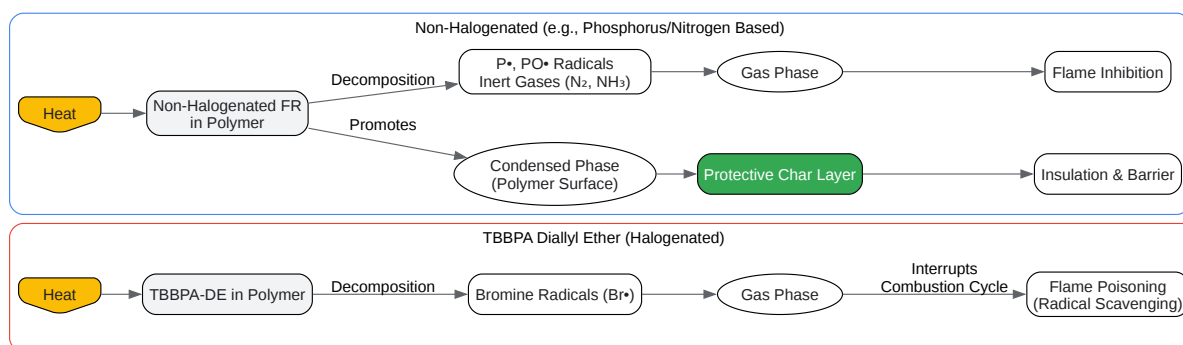 Non-Halogenated (e.g., Phosphorus/Nitrogen Based)
Heat
Non-Halogenated FR
in Polymer
Decomposition
P•, PO• Radicals
Inert Gases (N₂, NH₃)
Gas Phase
Flame Inhibition
Promotes
Condensed Phase
(Polymer Surface)
Protective Char Layer
Insulation & Barrier
TBBPA Diallyl Ether (Halogenated)
Heat
TBBPA-DE in Polymer
Decomposition
Bromine Radicals (Br•)
Gas Phase
Interrupts
Combustion Cycle
Flame Poisoning
(Radical Scavenging)